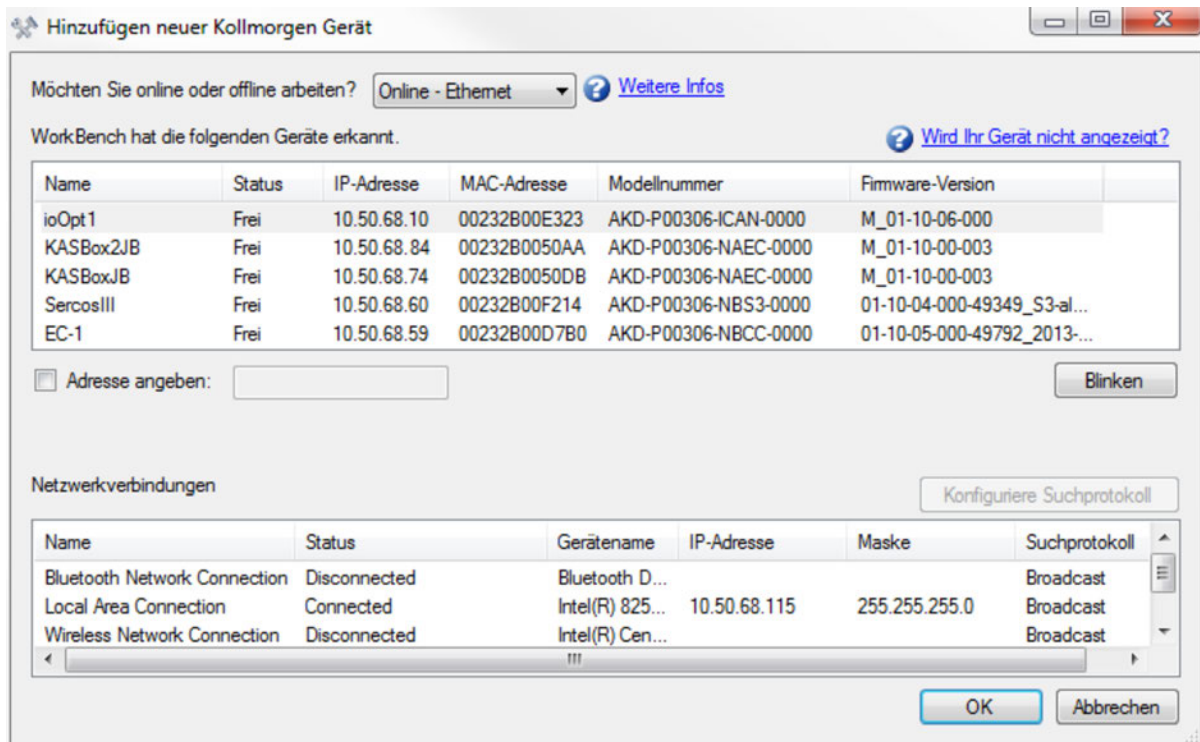 Hinzufügen neuer Kollmorgen Gerät
Möchten Sie online oder offline arbeiten? Online - Ethernet Weitere Infos
WorkBench hat die folgenden Geräte erkannt. Wird Ihr Gerät nicht angezeigt?
Name Status IP-Adresse MAC-Adresse Modellnummer Firmware-Version
ioOpt1 Frei 10.50.68.10 00232B00E323 AKD-P00306-ICAN-0000 M_01-10-06-000
KASBox2JB Frei 10.50.68.84 00232B0050AA AKD-P00306-NAEC-0000 M_01-10-00-003
KASBoxJB Frei 10.50.68.74 00232B0050DB AKD-P00306-NAEC-0000 M_01-10-00-003
SercosIII Frei 10.50.68.60 00232B00F214 AKD-P00306-NBS3-0000 01-10-04-000-49349_S3-al...
EC-1 Frei 10.50.68.59 00232B00D7B0 AKD-P00306-NBCC-0000 01-10-05-000-49792_2013-...
Adresse angeben: Blinken
Netzwerkverbindungen Konfiguriere Suchprotokoll
Name Status Gerätename IP-Adresse Maske Suchprotokoll
Bluetooth Network Connection Disconnected Bluetooth D... Broadcast
Local Area Connection Connected Intel(R) 825... 10.50.68.115 255.255.255.0 Broadcast
Wireless Network Connection Disconnected Intel(R) Cen... Broadcast
OK Abbrechen